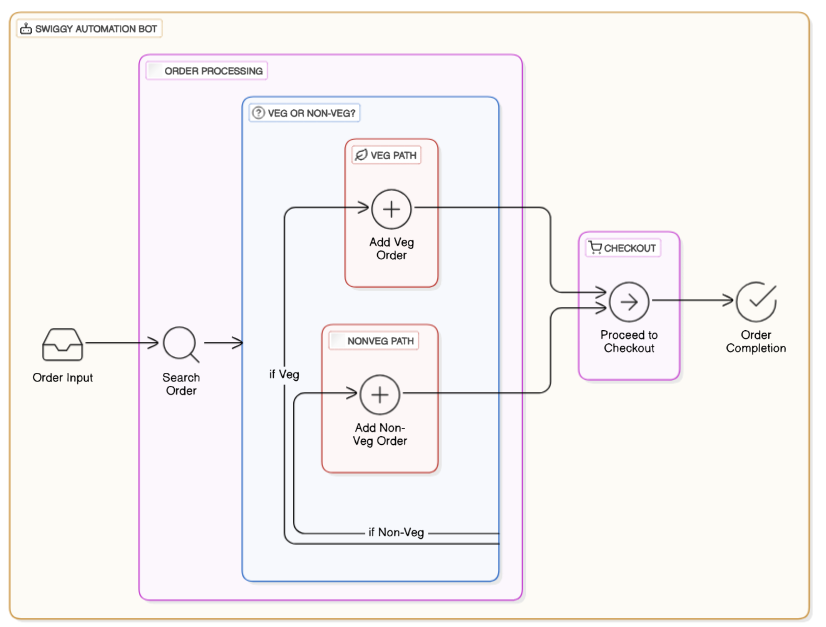 SWIGGY AUTOMATION BOT
ORDER PROCESSING
VEG OR NON-VEG?
VEG PATH
Add Veg
Order
CHECKOUT
Proceed to
Checkout
Order
Completion
NONVEG PATH
Order Input
Search
Order
if Veg
Add Non-
Veg Order
if Non-Veg